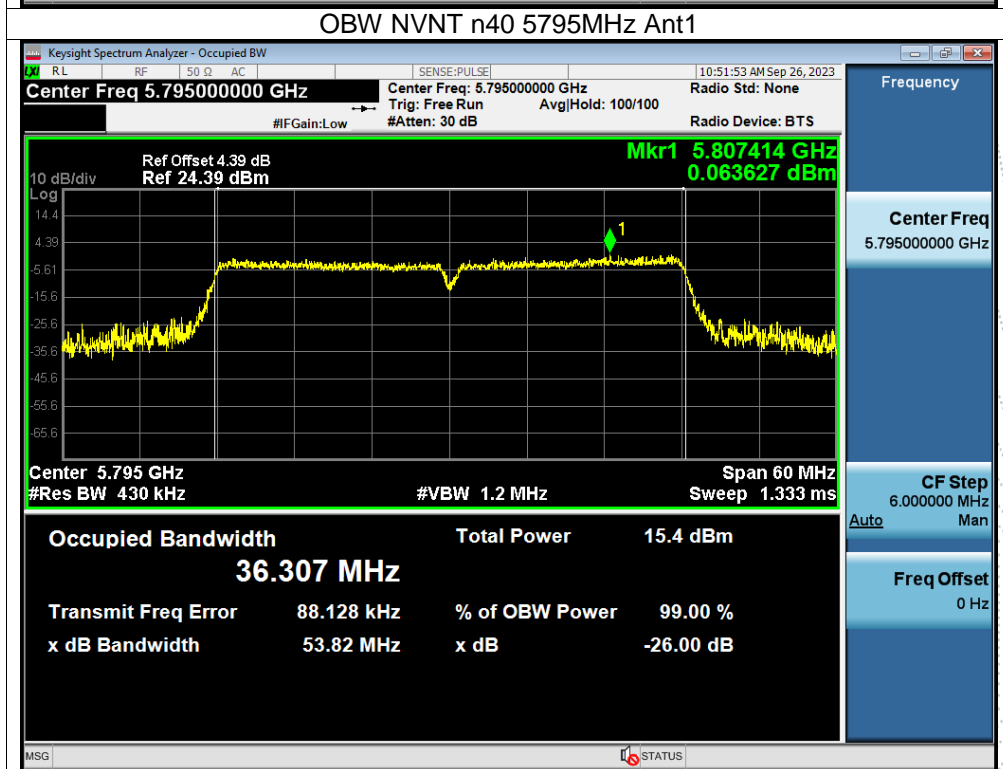 OBW NVNT n40 5795MHz Ant1
Keysight Spectrum Analyzer - Occupied BW
LXI RL RF 50 Ω AC SENSE:PULSE 10:51:53 AM Sep 26, 2023
Center Freq 5.795000000 GHz Center Freq: 5.795000000 GHz Radio Std: None
Trig: Free Run Avg|Hold: 100/100
#IFGain:Low #Atten: 30 dB Radio Device: BTS
Mkr1 5.807414 GHz
Ref Offset 4.39 dB
10 dB/div Ref 24.39 dBm 0.063627 dBm
Log
14.4
1
4.39
-5.61
-15.6
-25.6
-35.6
-45.6
-55.6
-65.6
Center 5.795 GHz Span 60 MHz
#Res BW 430 kHz #VBW 1.2 MHz Sweep 1.333 ms
Occupied Bandwidth Total Power 15.4 dBm
36.307 MHz
Transmit Freq Error 88.128 kHz % of OBW Power 99.00 %
x dB Bandwidth 53.82 MHz x dB -26.00 dB
Frequency
Center Freq
5.795000000 GHz
CF Step
6.000000 MHz
Auto Man
Freq Offset
0 Hz
MSG STATUS